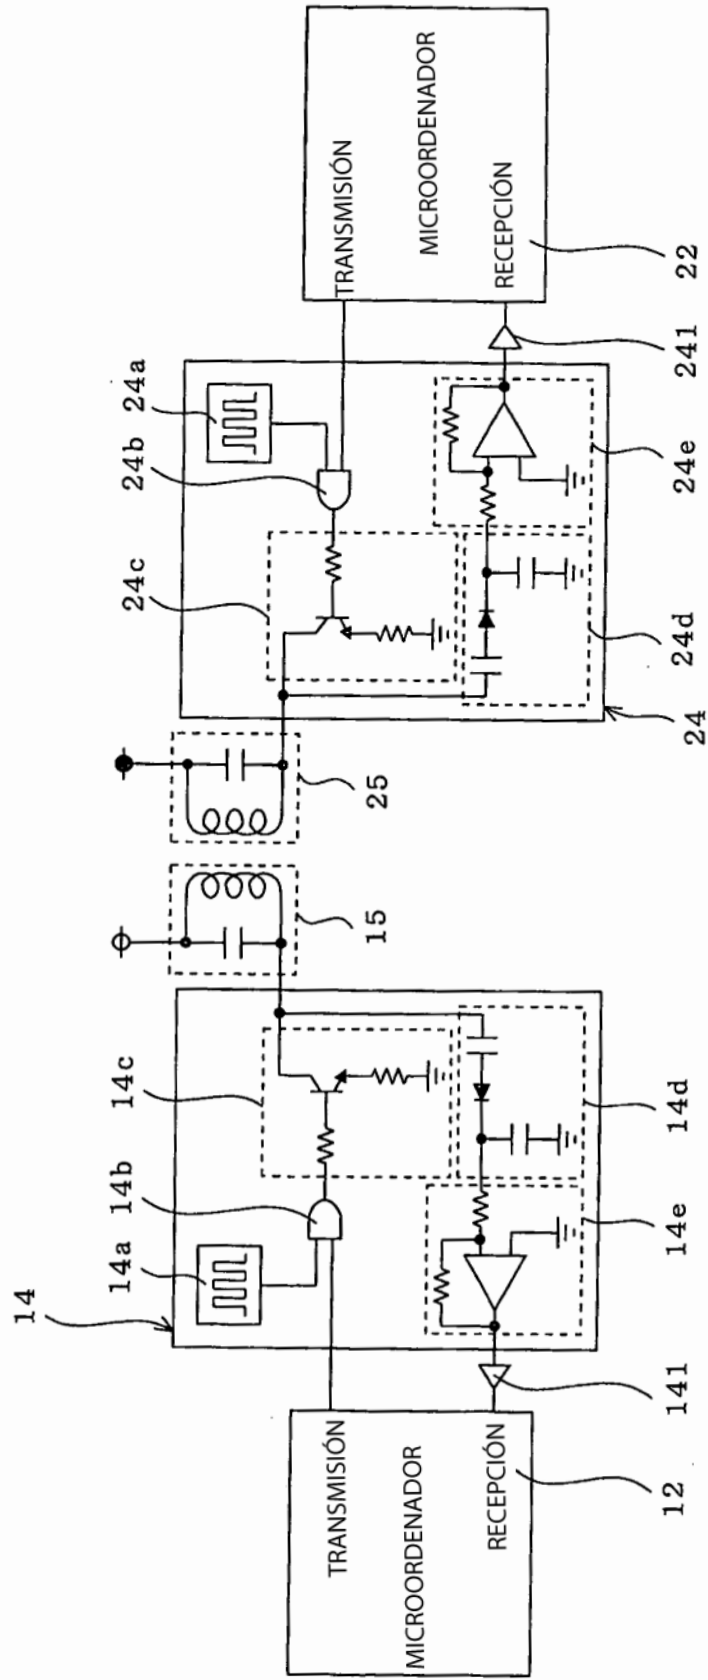 14
14a
14b
14c
15
25
24c
24b
24a
TRANSMISIÓN
MICROORDENADOR
RECEPCIÓN
12
141
14e
14d
24
24d
24e
241
TRANSMISIÓN
MICROORDENADOR
RECEPCIÓN
22